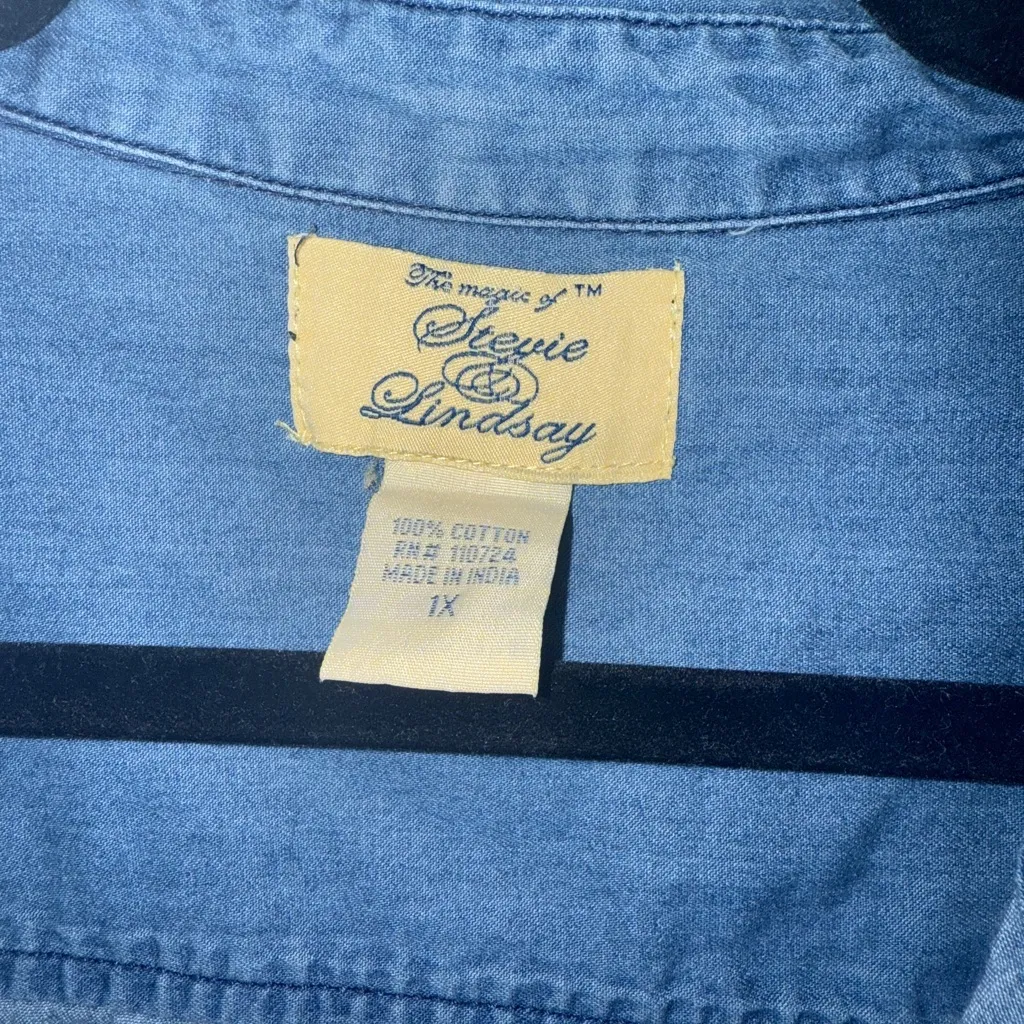 The magic of ™
Stevie
&
Lindsay
100% COTTON
RN# 110724
MADE IN INDIA
1X